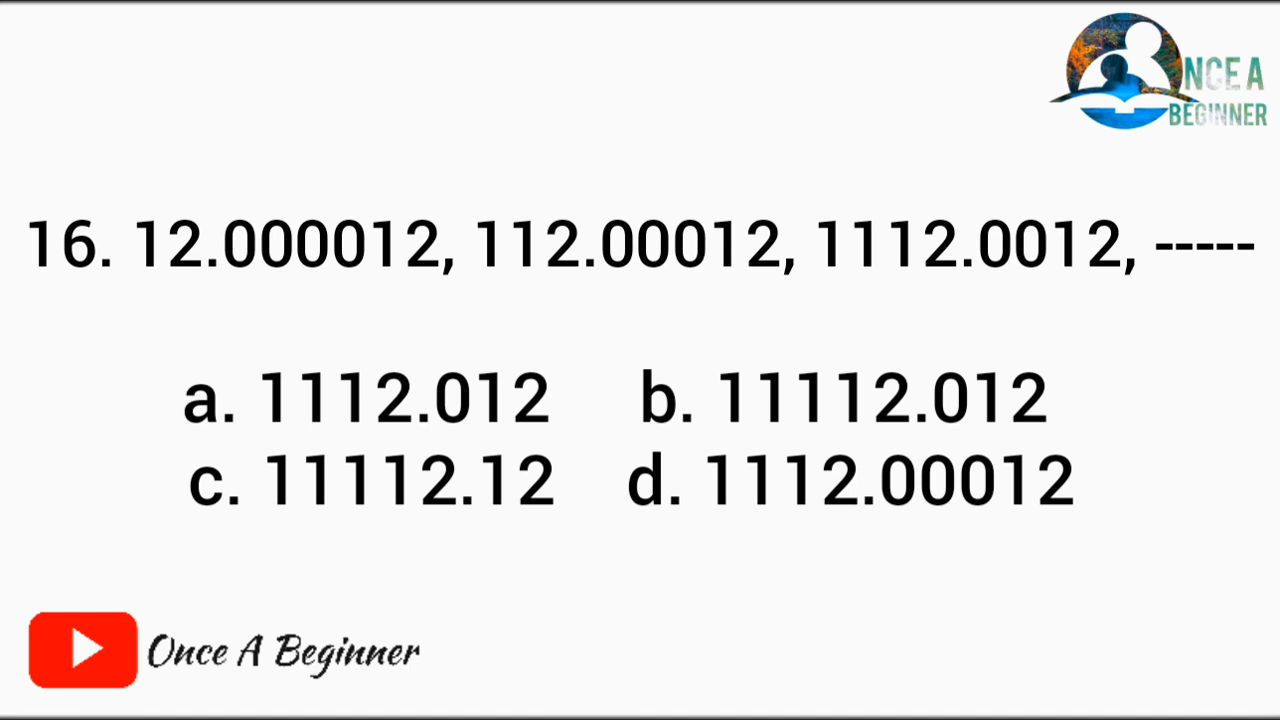 NCE A
BEGINNER
16. 12.000012, 112.00012, 1112.0012, -----
a. 1112.012 b. 11112.012
c. 11112.12 d. 1112.00012
Once A Beginner